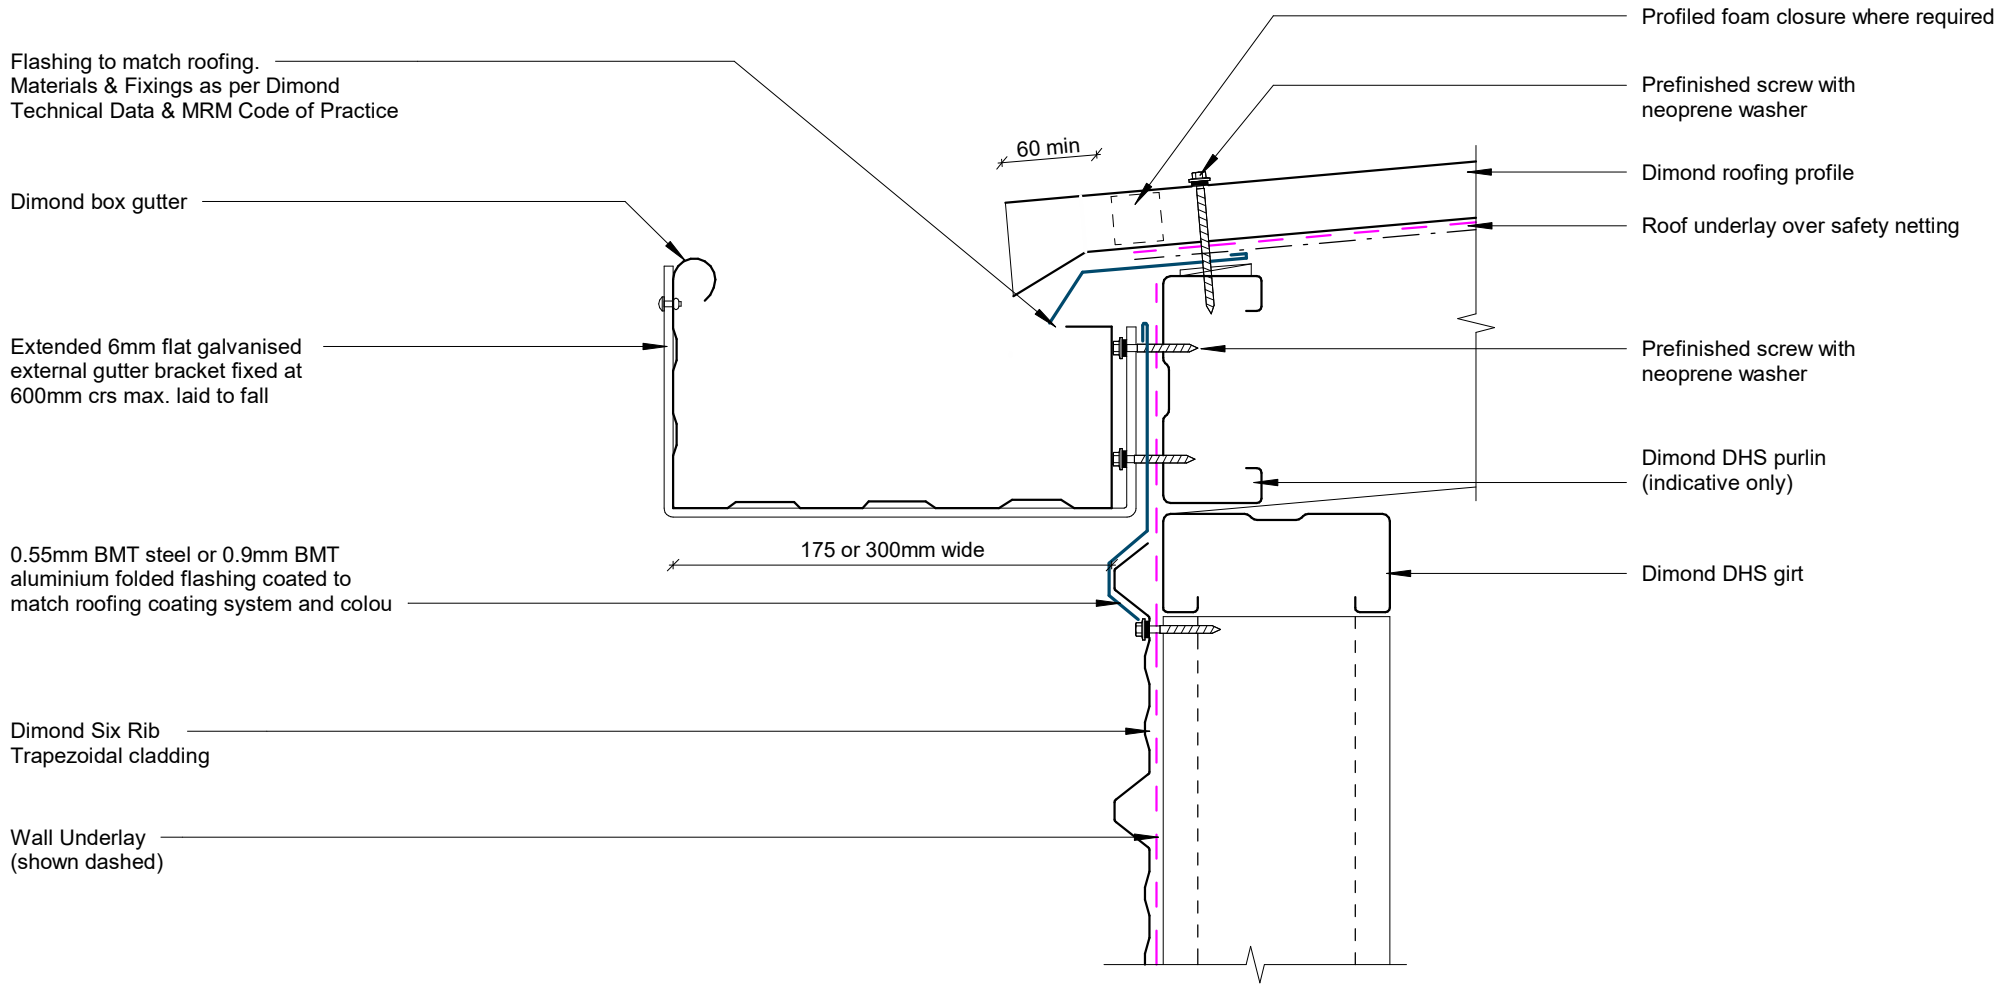 Flashing to match roofing.
Materials & Fixings as per Dimond
Technical Data & MRM Code of Practice
Dimond box gutter
Extended 6mm flat galvanised
external gutter bracket fixed at
600mm crs max. laid to fall
0.55mm BMT steel or 0.9mm BMT
aluminium folded flashing coated to
match roofing coating system and colou
Dimond Six Rib
Trapezoidal cladding
Wall Underlay
(shown dashed)
60 min
175 or 300mm wide
Profiled foam closure where required
Prefinished screw with
neoprene washer
Dimond roofing profile
Roof underlay over safety netting
Prefinished screw with
neoprene washer
Dimond DHS purlin
(indicative only)
Dimond DHS girt